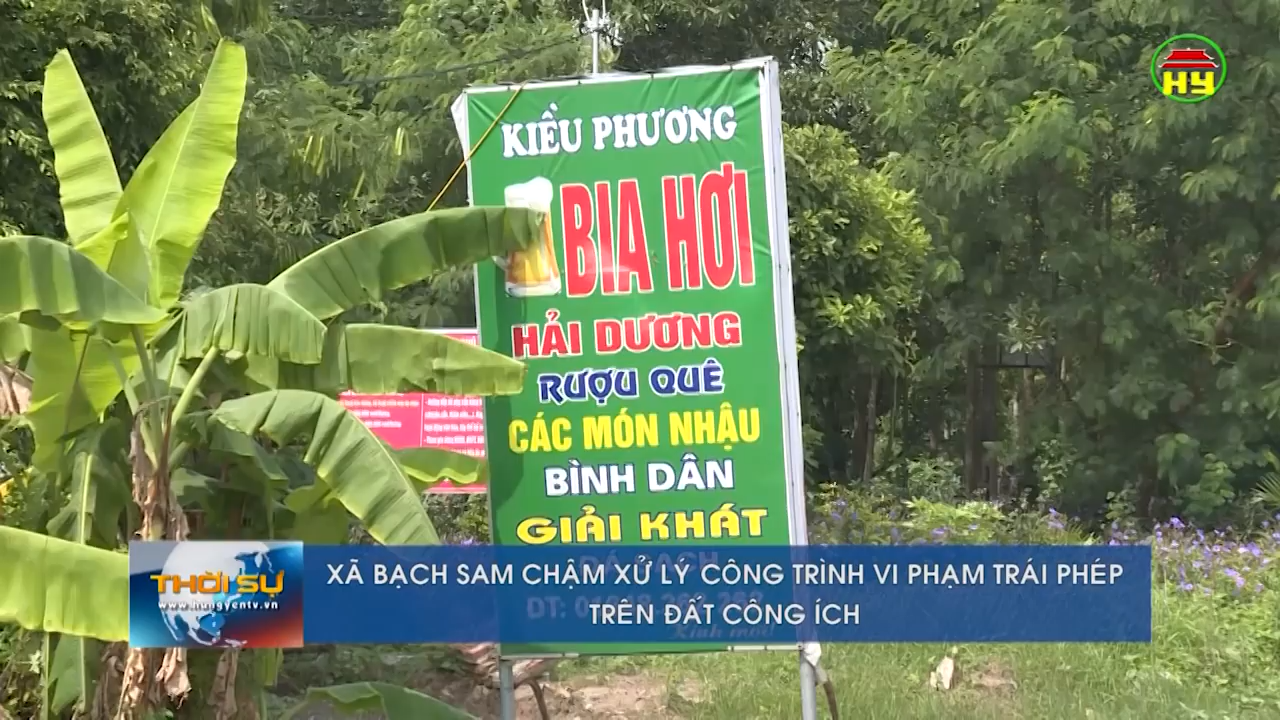 HY
KIỀU PHƯƠNG
BIA HƠI
HẢI DƯƠNG
RƯỢU QUÊ
CÁC MÓN NHẬU
BÌNH DÂN
GIẢI KHÁT
THỜI SỰ
www.hungyentv.vn
XÃ BẠCH SAM CHẬM XỬ LÝ CÔNG TRÌNH VI PHẠM TRÁI PHÉP
TRÊN ĐẤT CÔNG ÍCH
ĐT: